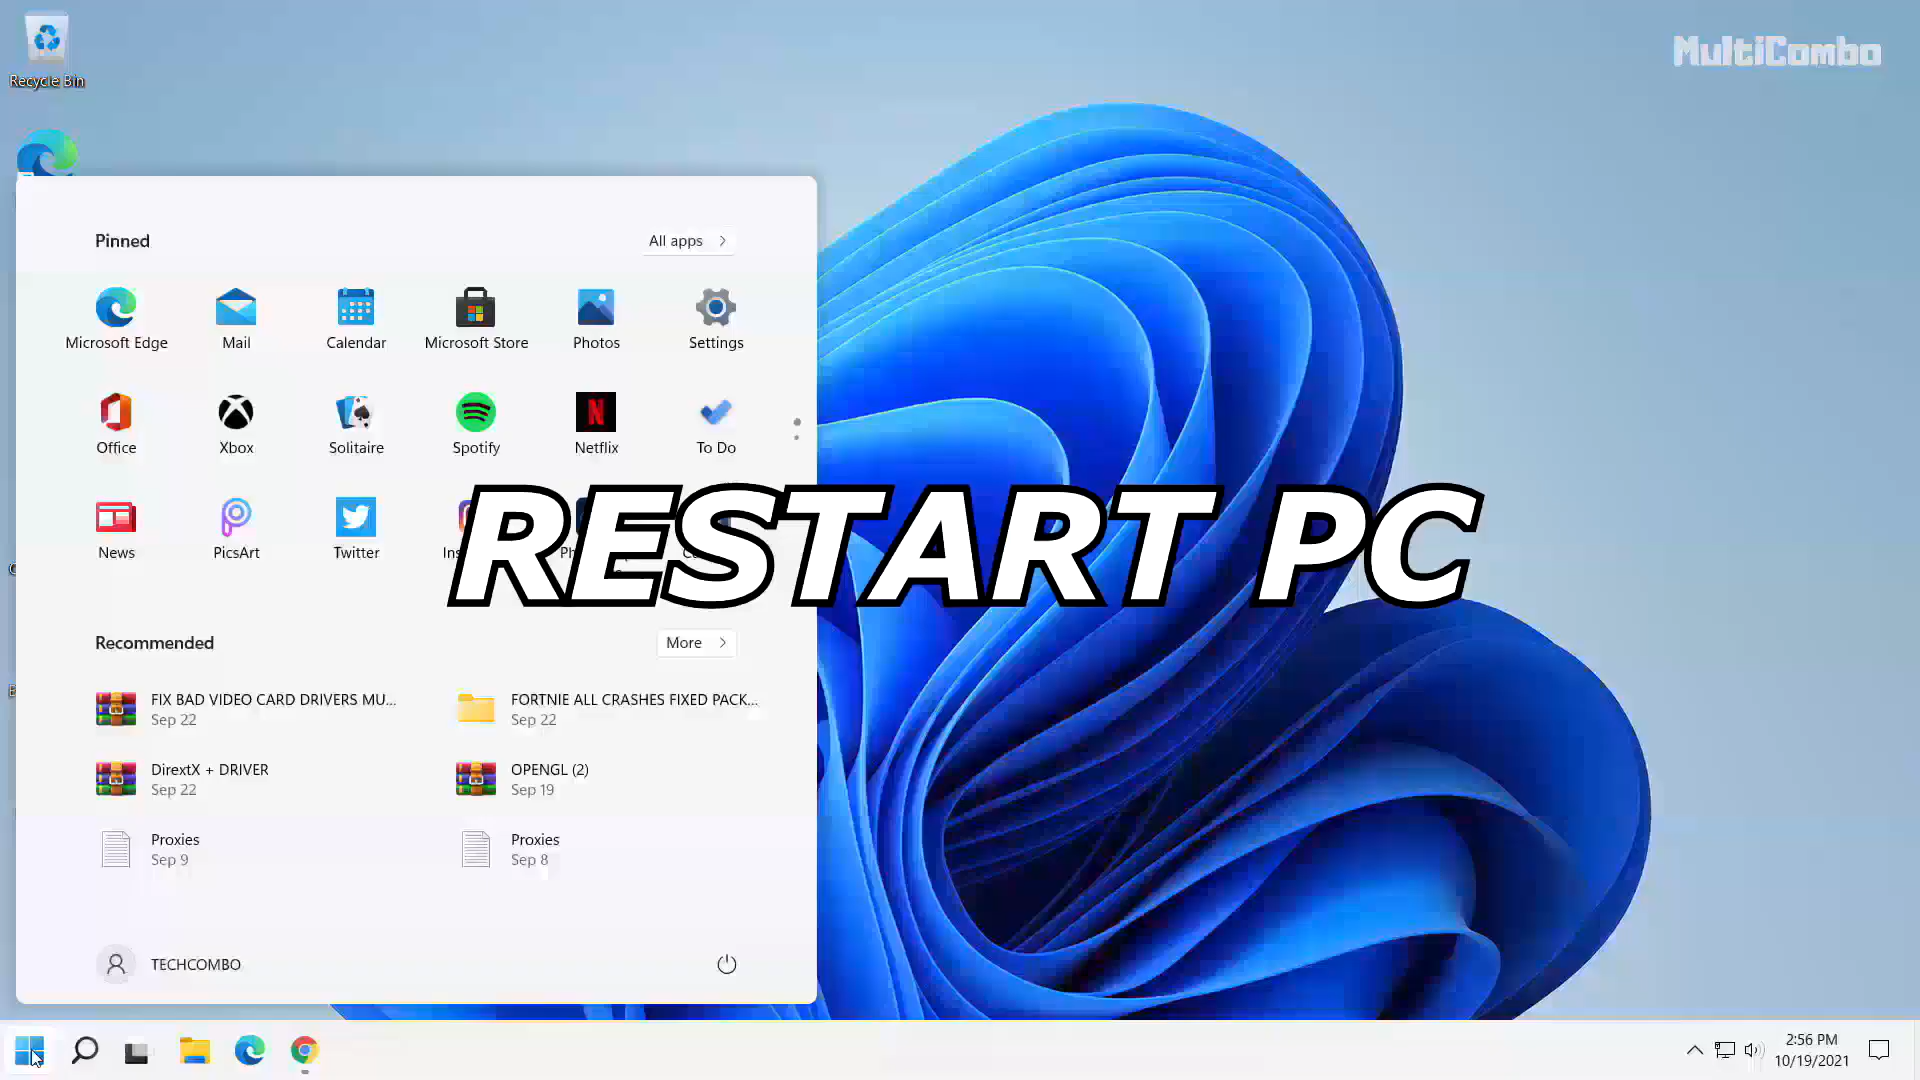 MultiCombo
Recycle Bin
Pinned
All apps
Microsoft Edge
Mail
Calendar
Microsoft Store
Photos
Settings
Office
Xbox
Solitaire
Spotify
Netflix
To Do
News
PicsArt
Twitter
RESTART PC
Recommended
More
FIX BAD VIDEO CARD DRIVERS MU...
Sep 22
FORTNIE ALL CRASHES FIXED PACK...
Sep 22
DirextX + DRIVER
Sep 22
OPENGL (2)
Sep 19
Proxies
Sep 9
Proxies
Sep 8
TECHCOMBO
2:56 PM
10/19/2021